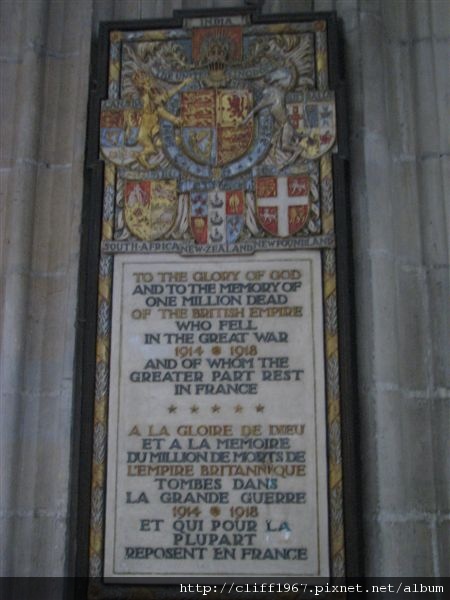 INDIA
SOUTH·AFRICA NEW·ZEALAND NEWFOUNDLAND
TO THE GLORY OF GOD
AND TO THE MEMORY OF
ONE MILLION DEAD
OF THE BRITISH EMPIRE
WHO FELL
IN THE GREAT WAR
1914 1918
AND OF WHOM THE
GREATER PART REST
IN FRANCE
A LA GLOIRE DE DIEU
ET A LA MEMOIRE
DU MILLION DE MORTS DE
L'EMPIRE BRITANNIQUE
TOMBES DANS
LA GRANDE GUERRE
1914 1918
ET QUI POUR LA
PLUPART
REPOSENT EN FRANCE
http://cliff1967.pixnet.net/album